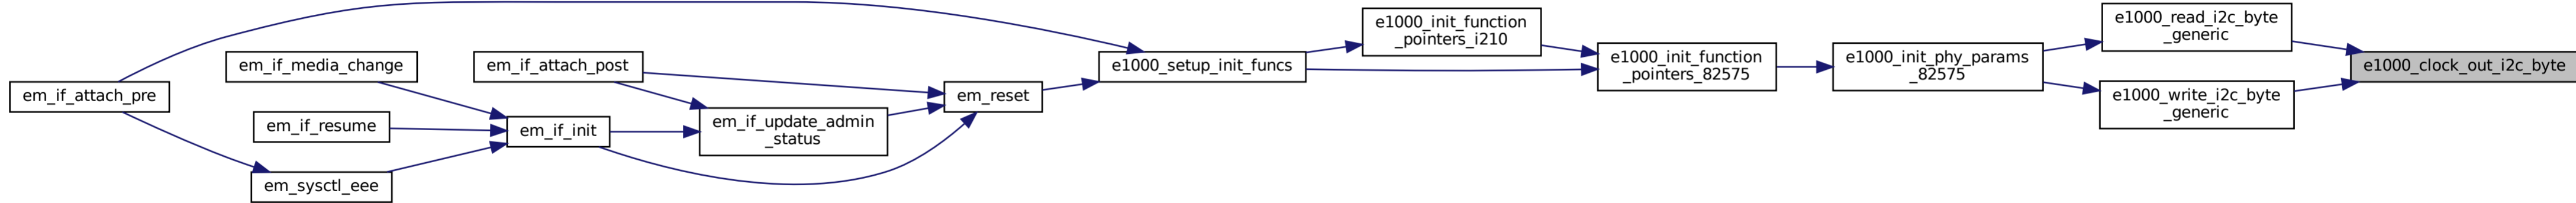 em_if_attach_pre
em_if_media_change
em_if_resume
em_sysctl_eee
em_if_attach_post
em_if_init
em_if_update_admin
_status
em_reset
e1000_setup_init_funcs
e1000_init_function
_pointers_i210
e1000_init_function
_pointers_82575
e1000_init_phy_params
_82575
e1000_read_i2c_byte
_generic
e1000_write_i2c_byte
_generic
e1000_clock_out_i2c_byte